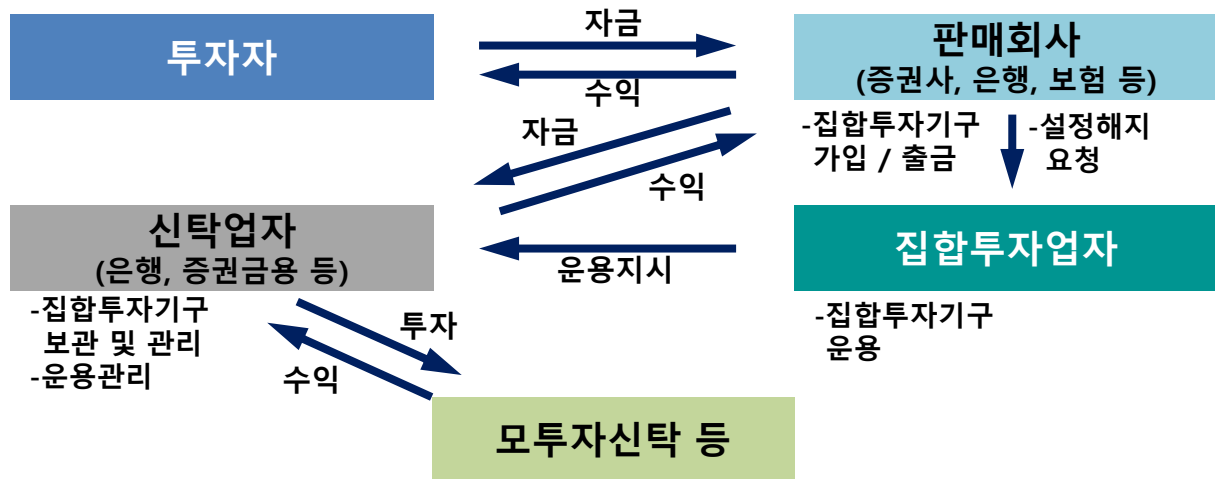 투자자
자금
수익
판매회사
(증권사, 은행, 보험 등)
-집합투자기구
가입 / 출금
-설정해지
요청
자금
수익
신탁업자
(은행, 증권금용 등)
-집합투자기구
보관 및 관리
-운용관리
운용지시
집합투자업자
-집합투자기구
운용
투자
수익
모투자신탁 등